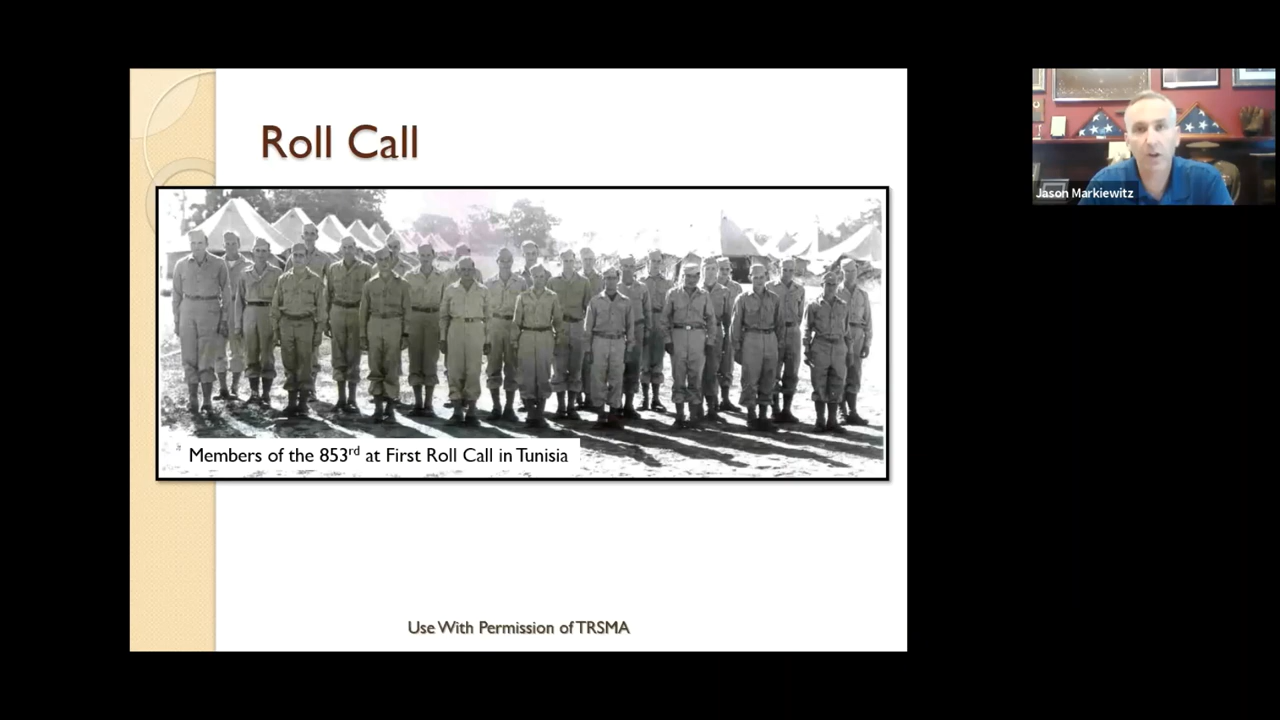 Roll Call
Members of the 853rd at First Roll Call in Tunisia
Use With Permission of TRSMA
Jason Markiewitz